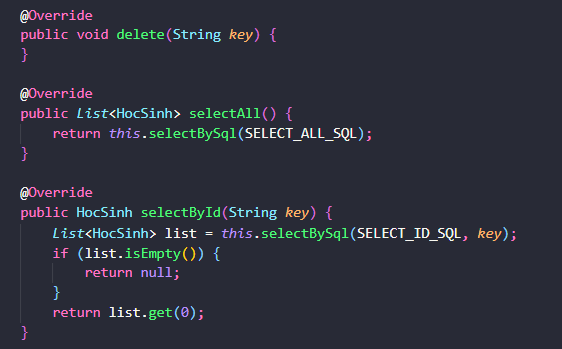 @Override
public void delete(String key) {
}

@Override
public List<HocSinh> selectAll() {
    return this.selectBySql(SELECT_ALL_SQL);
}

@Override
public HocSinh selectById(String key) {
    List<HocSinh> list = this.selectBySql(SELECT_ID_SQL, key);
    if (list.isEmpty()) {
        return null;
    }
    return list.get(0);
}